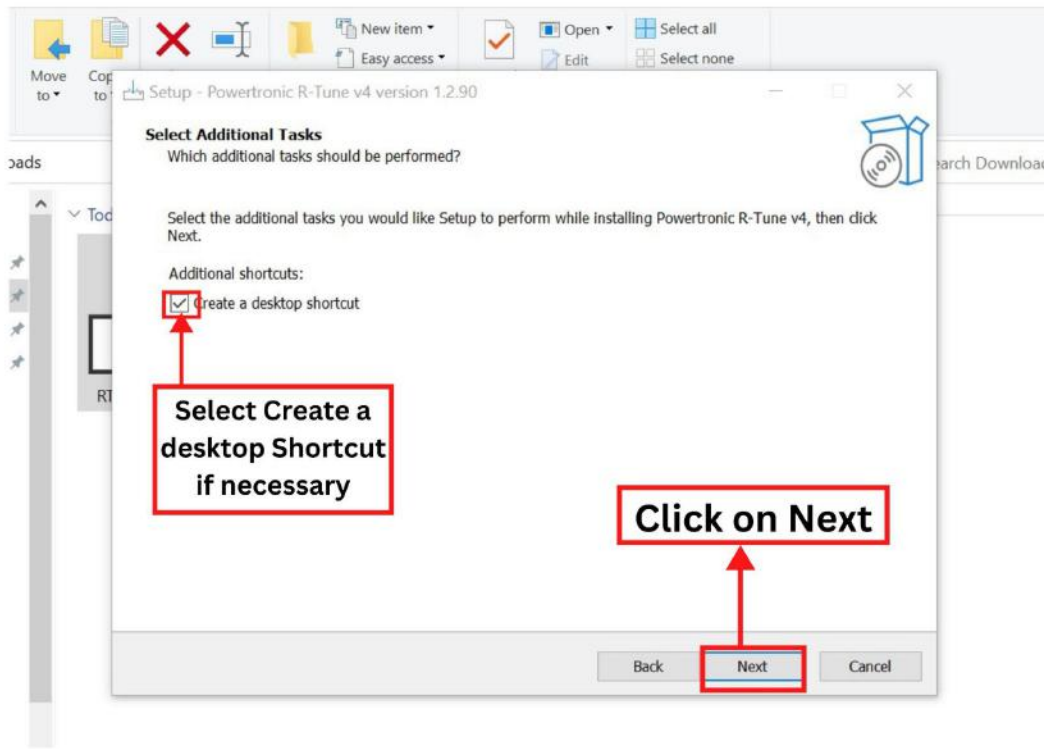 New item
Open
Select all
Easy access
Edit
Select none
Move
to
to
Setup - Powertronic R-Tune v4 version 1.2.90
Select Additional Tasks
Which additional tasks should be performed?
Select the additional tasks you would like Setup to perform while installing Powertronic R-Tune v4, then click
Next.
Additional shortcuts:
Create a desktop shortcut
Select Create a
desktop Shortcut
if necessary
Click on Next
Back
Next
Cancel